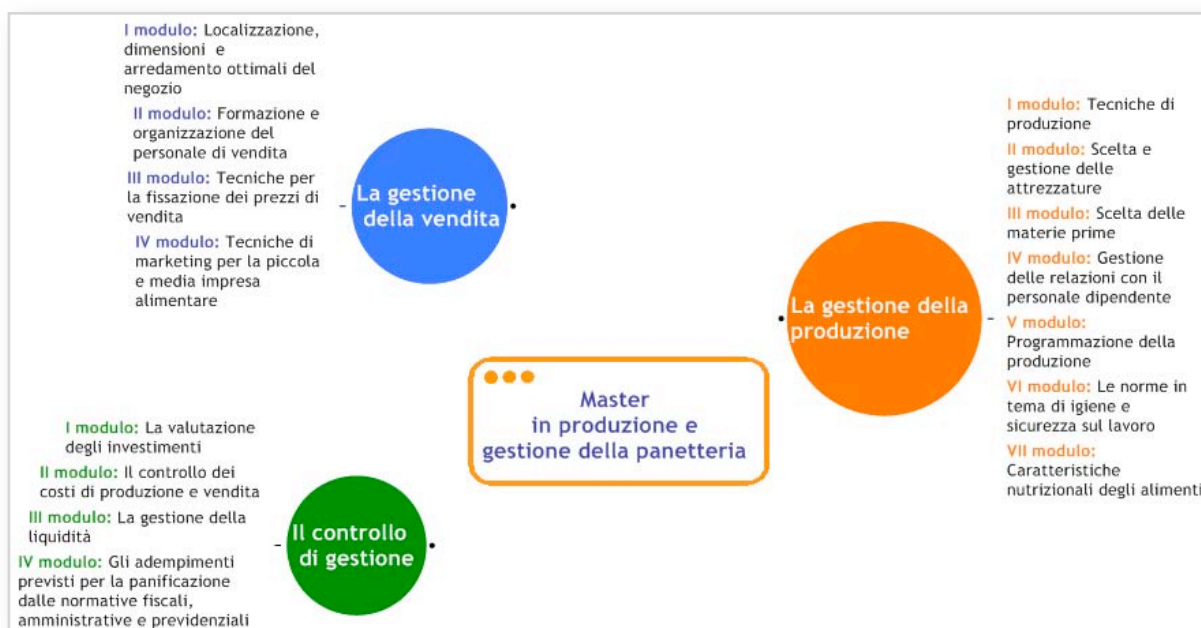 I modulo: Localizzazione,
dimensioni e
arredamento ottimali del
negozio
II modulo: Formazione e
organizzazione del
personale di vendita
III modulo: Tecniche per
la fissazione dei prezzi di
vendita
IV modulo: Tecniche di
marketing per la piccola
e media impresa
alimentare
La gestione
della vendita
I modulo: Tecniche di
produzione
II modulo: Scelta e
gestione delle
attrezzature
III modulo: Scelta delle
materie prime
IV modulo: Gestione
delle relazioni con il
personale dipendente
V modulo:
Programmazione della
produzione
VI modulo: Le norme in
tema di igiene e
sicurezza sul lavoro
VII modulo:
Caratteristiche
nutrizionali degli alimenti
La gestione della
produzione
Master
in produzione e
gestione della panetteria
I modulo: La valutazione
degli investimenti
II modulo: Il controllo dei
costi di produzione e vendita
III modulo: La gestione della
liquidità
IV modulo: Gli adempimenti
previsti per la panificazione
dalle normative fiscali,
amministrative e previdenziali
Il controllo
di gestione